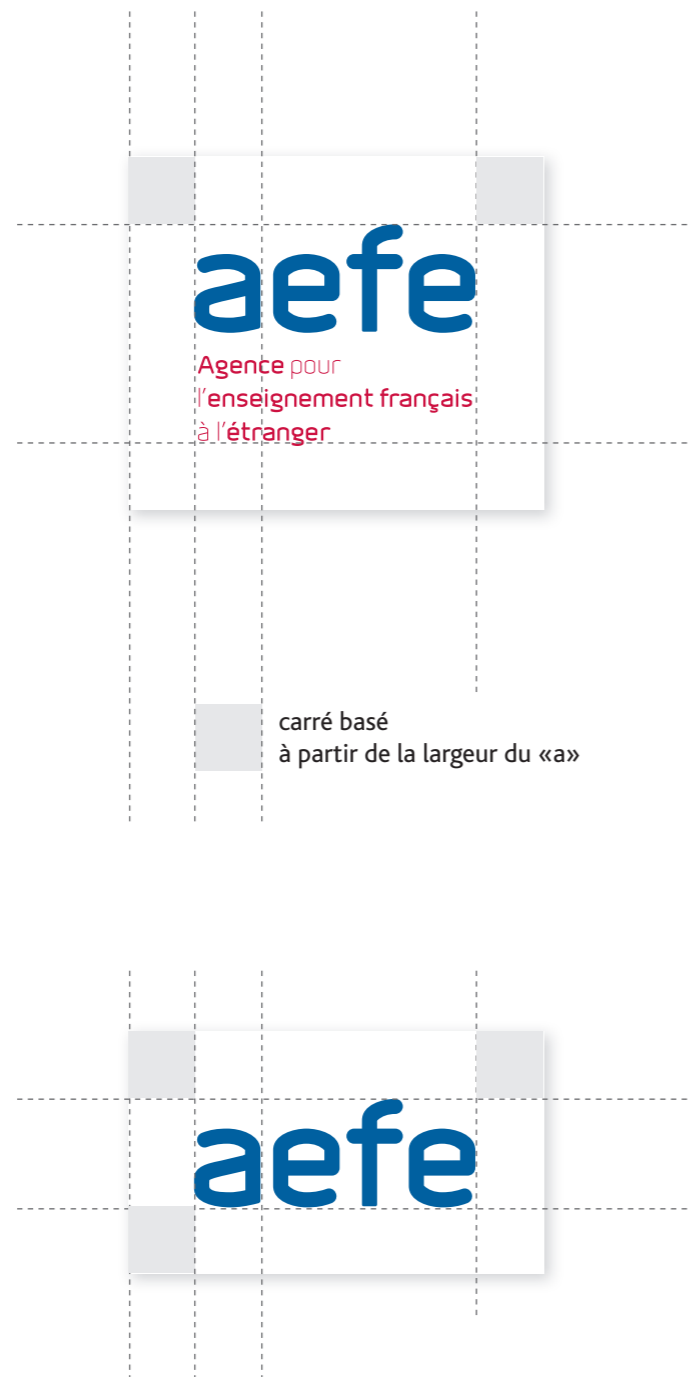 aefe
Agence pour
l’enseignement français
à l’étranger
carré basé
à partir de la largeur du «a»
aefe